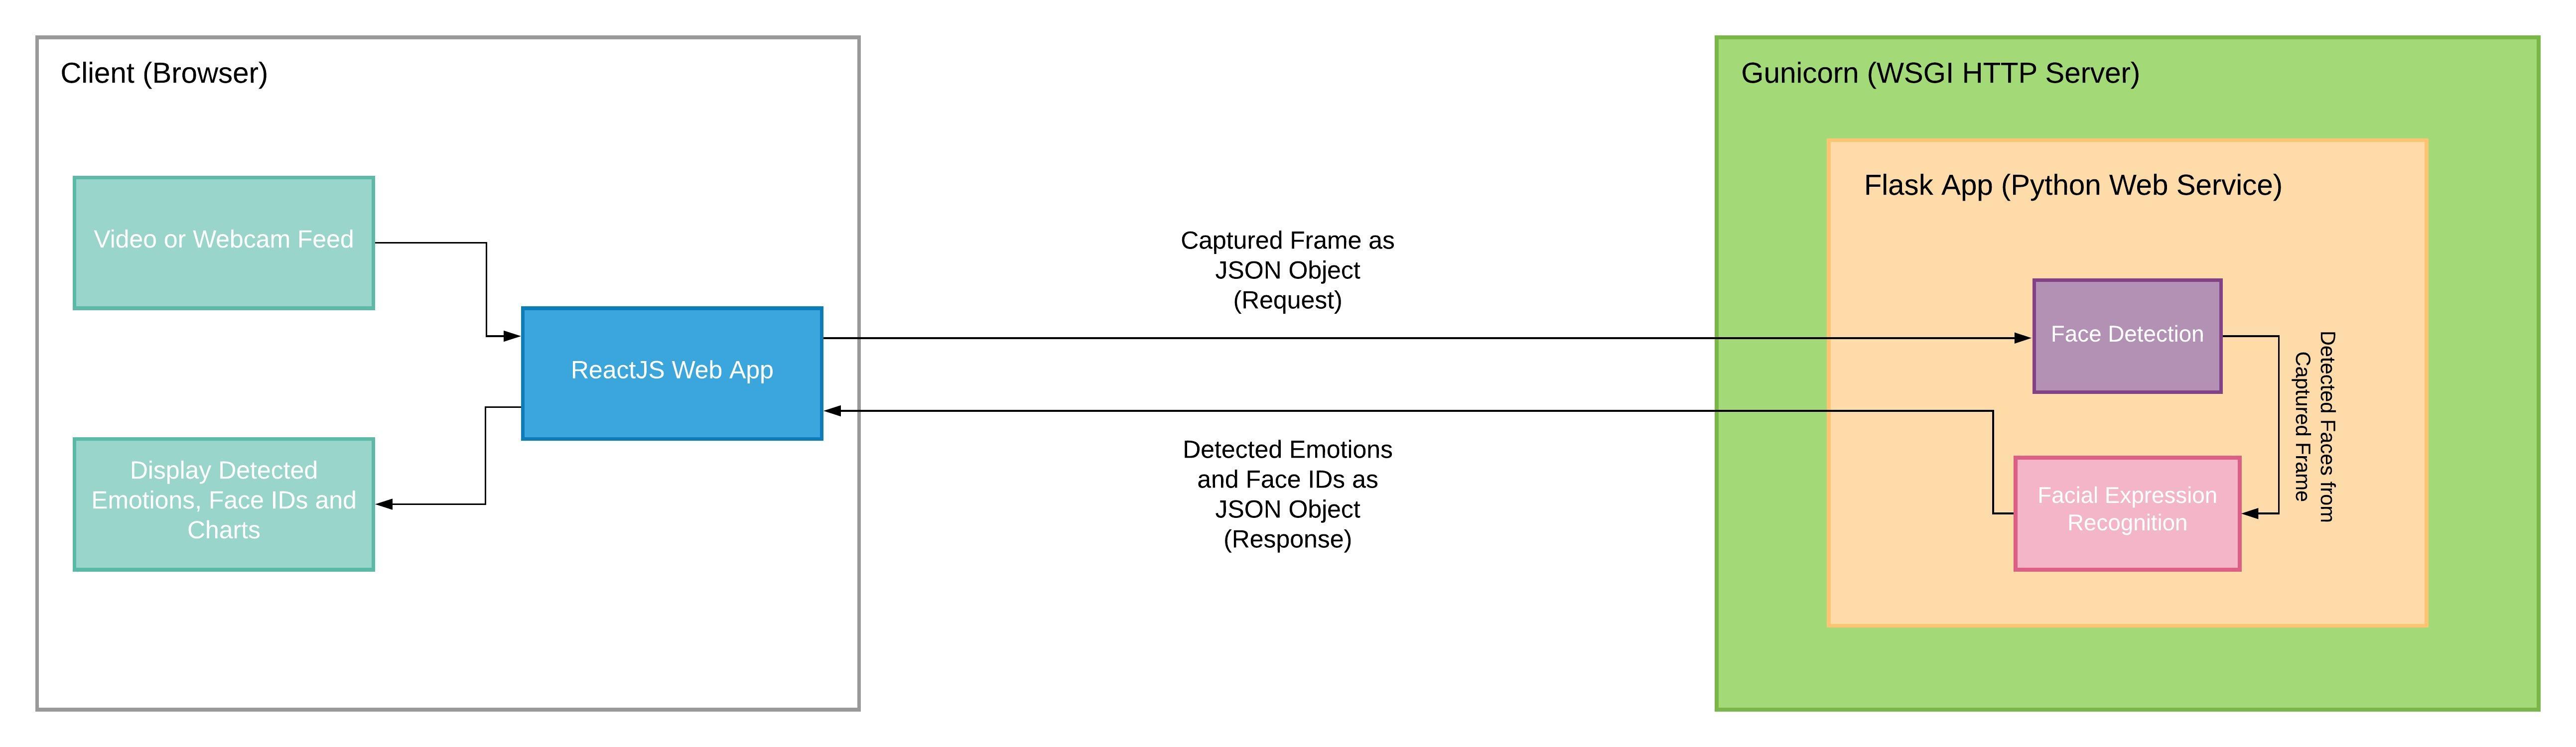 Client (Browser)
Video or Webcam Feed
ReactJS Web App
Display Detected
Emotions, Face IDs and
Charts
Captured Frame as
JSON Object
(Request)
Detected Emotions
and Face IDs as
JSON Object
(Response)
Gunicorn (WSGI HTTP Server)
Flask App (Python Web Service)
Face Detection
Detected Faces from
Captured Frame
Facial Expression
Recognition